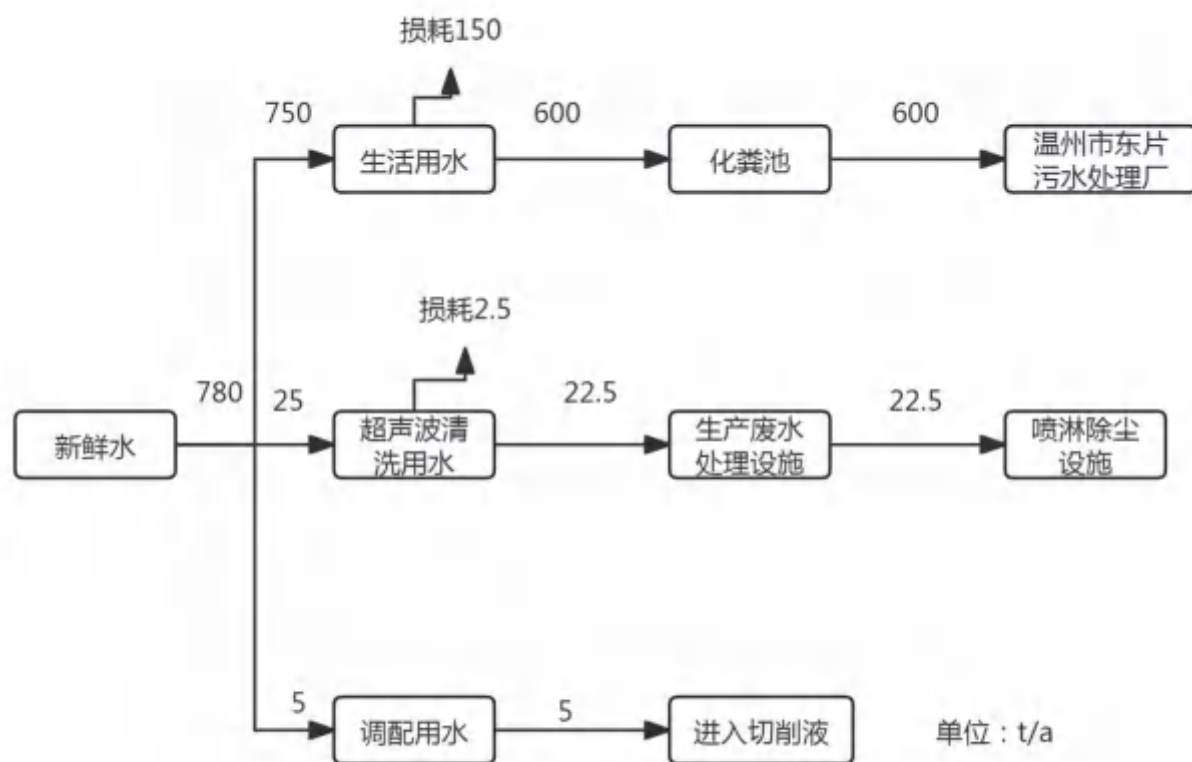 损耗150
750
600
600
生活用水
化粪池
温州市东片
污水处理厂
损耗2.5
780
25
22.5
22.5
新鲜水
超声波清
洗用水
生产废水
处理设施
喷淋除尘
设施
5
5
调配用水
进入切削液
单位：t/a